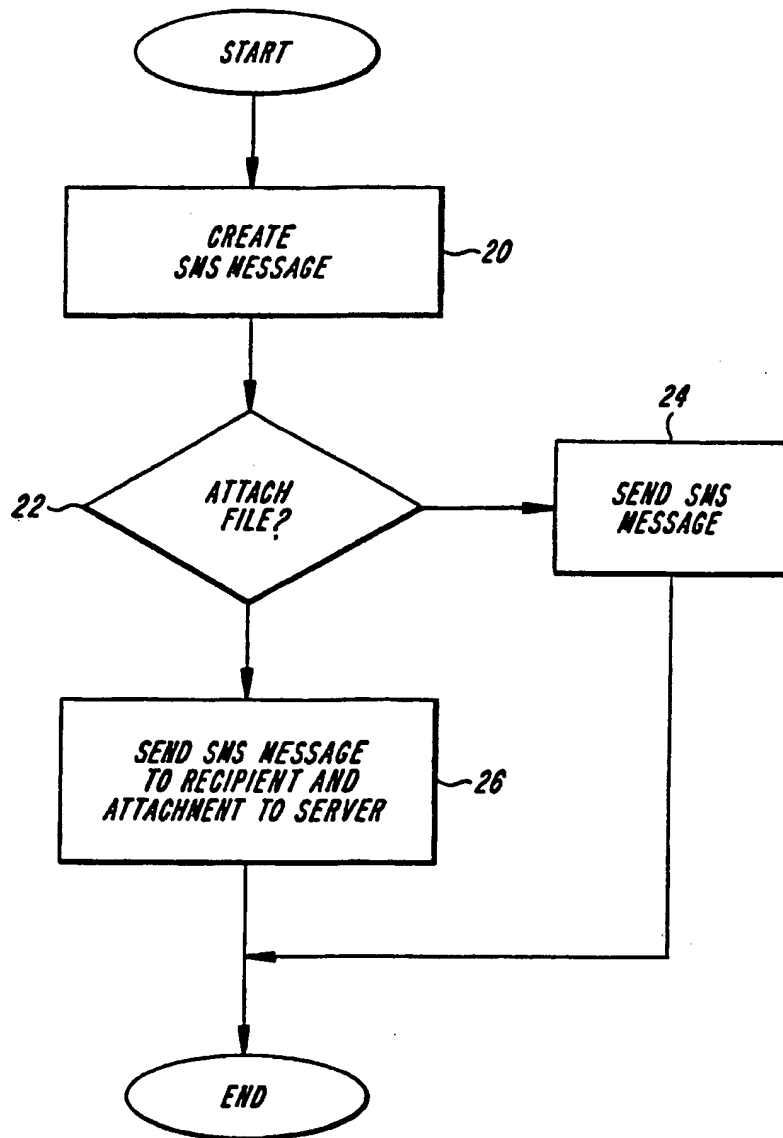 START
CREATE
SMS MESSAGE
20
ATTACH
FILE?
22
24
SEND SMS
MESSAGE
SEND SMS MESSAGE
TO RECIPIENT AND
ATTACHMENT TO SERVER
26
END